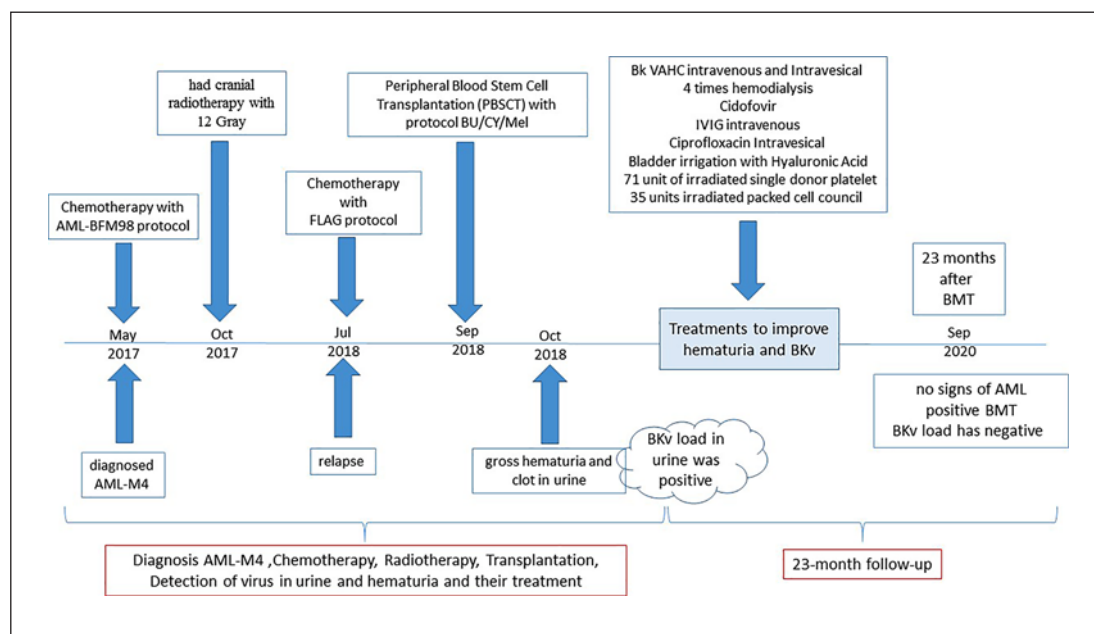 had cranial
radiotherapy with
12 Gray
Peripheral Blood Stem Cell
Transplantation (PBSCT) with
protocol BU/CY/Mel
Bk VAHC intravenous and Intravesical
4 times hemodialysis
Cidofovir
IVIG intravenous
Ciprofloxacin Intravesical
Bladder irrigation with Hyaluronic Acid
71 unit of irradiated single donor platelet
35 units irradiated packed cell council
Chemotherapy with
AML-BFM98 protocol
Chemotherapy
with
FLAG protocol
23 months
after
BMT
May
2017
Oct
2017
Jul
2018
Sep
2018
Oct
2018
Treatments to improve
hematuria and BKv
Sep
2020
diagnosed
AML-M4
relapse
gross hematuria and
clot in urine
BKv load in
urine was
positive
no signs of AML
positive BMT
BKv load has negative
Diagnosis AML-M4 ,Chemotherapy, Radiotherapy, Transplantation,
Detection of virus in urine and hematuria and their treatment
23-month follow-up